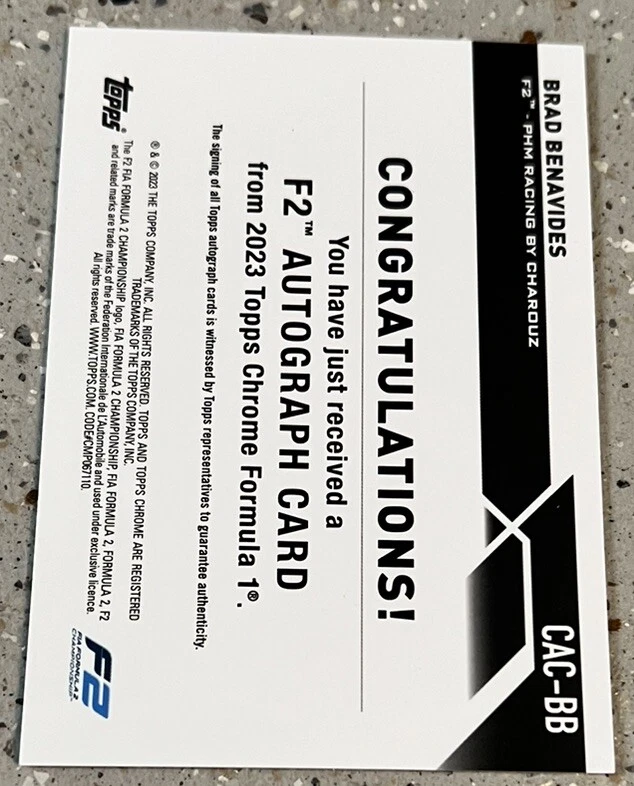 BRAD BENAVIDES
F2™ - PHM RACING BY CHAROUZ
CAC-BB
CONGRATULATIONS!
You have just received a
F2™ AUTOGRAPH CARD
from 2023 Topps Chrome Formula 1®.
The signing of all Topps autograph cards is witnessed by Topps representatives to guarantee authenticity.
® & © 2023 THE TOPPS COMPANY, INC. ALL RIGHTS RESERVED. TOPPS AND TOPPS CHROME ARE REGISTERED
TRADEMARKS OF THE TOPPS COMPANY, INC.
The F2 FIA FORMULA 2 CHAMPIONSHIP logo, FIA FORMULA 2 CHAMPIONSHIP, FIA FORMULA 2, FORMULA 2, F2
and related marks are trade marks of the Federation Internationale de L'Automobile and used under exclusive licence.
All rights reserved. WWW.TOPPS.COM. CODE#CMP067110.
topps®
F2
FIA FORMULA 2
CHAMPIONSHIP™